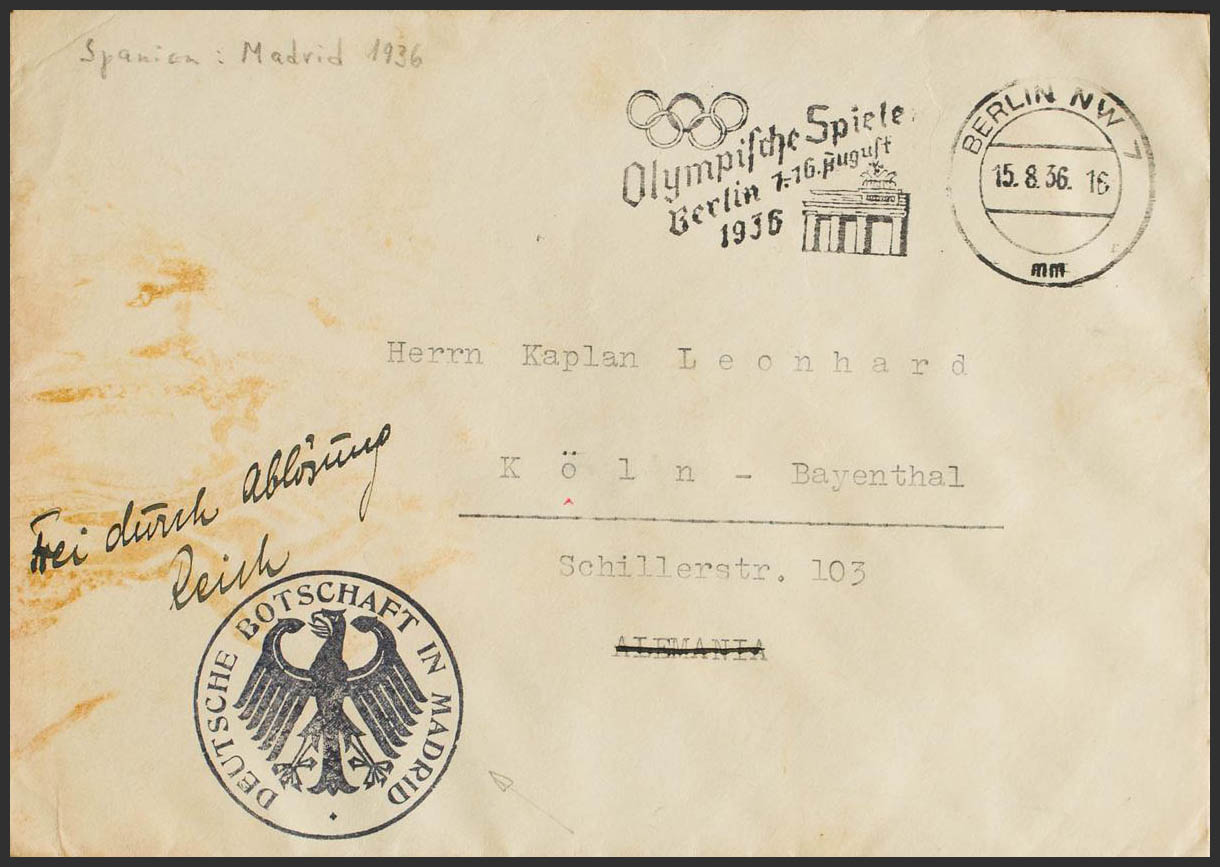 Spanien: Madrid 1936
Olympische Spiele
Berlin 1.-16. August
1936
BERLIN NW 7
15. 8. 36. 16
mm
Herrn Kaplan Leonhard
Köln - Bayenthal
Schillerstr. 103
ALEMANIA
Frei durch Ablösung
Reich
DEUTSCHE BOTSCHAFT IN MADRID